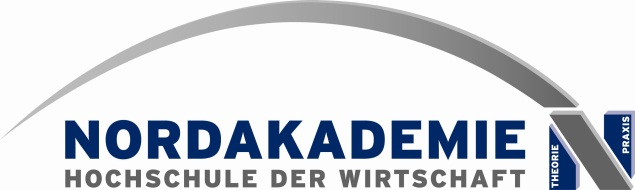 NORDAKADEMIE
HOCHSCHULE DER WIRTSCHAFT
THEORIE
PRAXIS